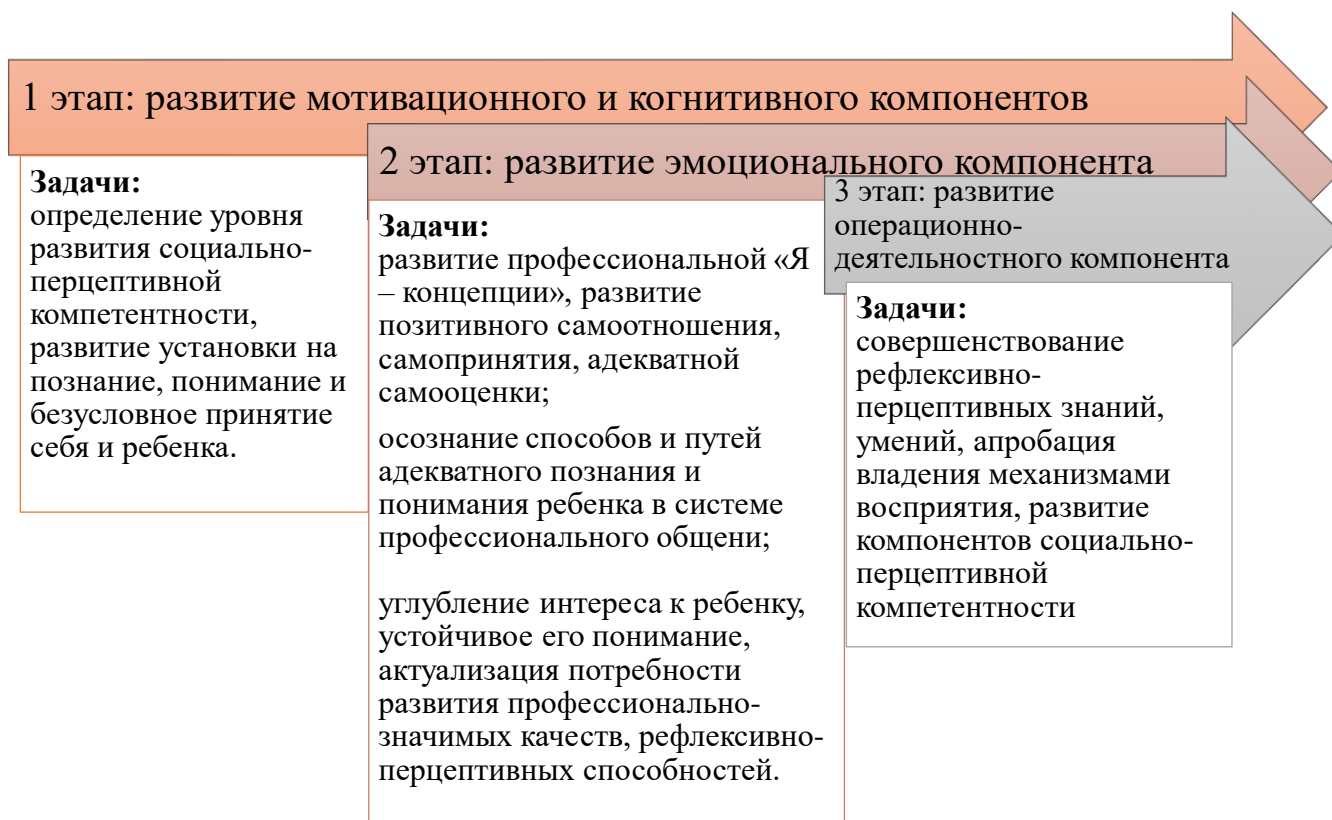 1 этап: развитие мотивационного и когнитивного компонентов
Задачи:
определение уровня
развития социально-
перцептивной
компетентности,
развитие установки на
познание, понимание и
безусловное принятие
себя и ребенка.
2 этап: развитие эмоционального компонента
Задачи:
развитие профессиональной «Я
– концепции», развитие
позитивного самоотношения,
самопринятия, адекватной
самооценки;
осознание способов и путей
адекватного познания и
понимания ребенка в системе
профессионального общени;
углубление интереса к ребенку,
устойчивое его понимание,
актуализация потребности
развития профессионально-
значимых качеств, рефлексивно-
перцептивных способностей.
3 этап: развитие
операционно-
деятельностного компонента
Задачи:
совершенствование
рефлексивно-
перцептивных знаний,
умений, апробация
владения механизмами
восприятия, развитие
компонентов социально-
перцептивной
компетентности